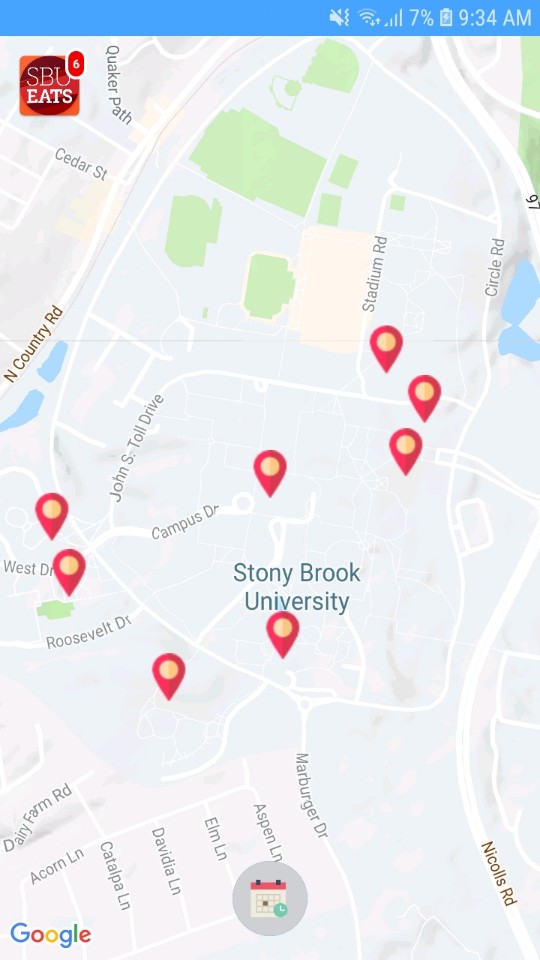 7% 9:34 AM
SBU
EATS
6
Quaker Path
Cedar St
97
Stadium Rd
Circle Rd
N Country Rd
John S. Toll Drive
Campus Dr
West Dr
Stony Brook
University
Roosevelt Dr
Marburger Dr
Dairy Farm Rd
Acorn Ln
Catalpa Ln
Davidia Ln
Elm Ln
Aspen Ln
Nicolls Rd
Google